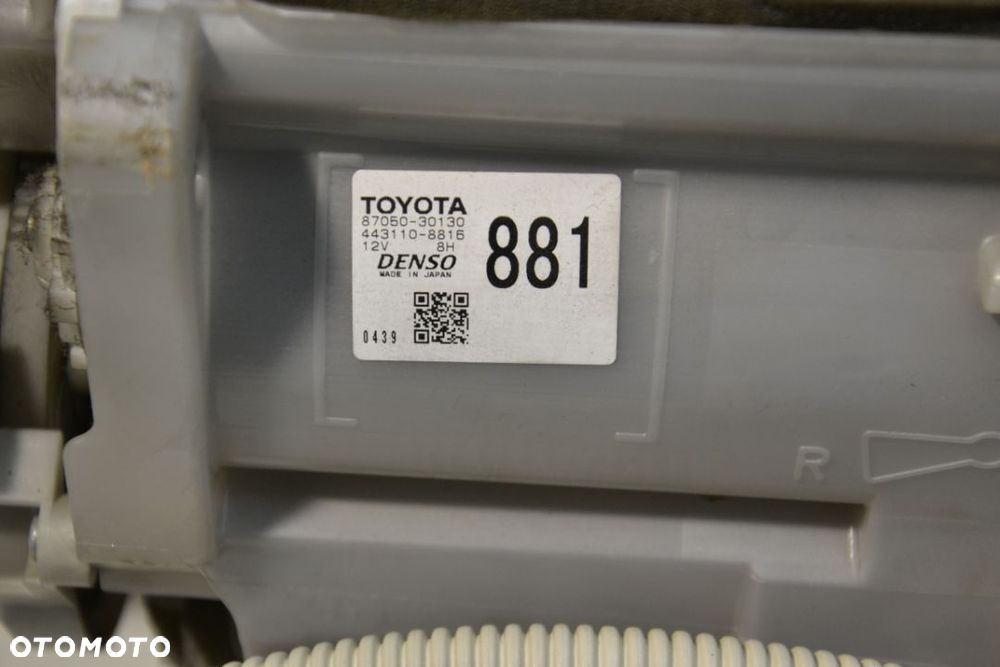 TOYOTA
87050-30130
443110-8816
12V 8H
DENSO
MADE IN JAPAN
0439
881
R
OTOMOTO